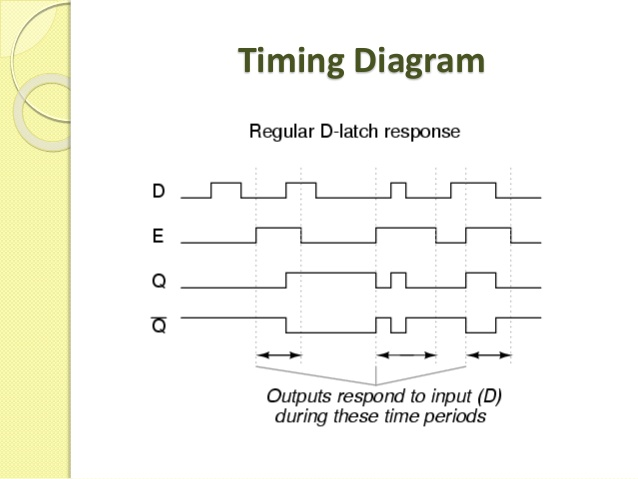 Timing Diagram
Regular D-latch response
D
E
Q
Q̅
Outputs respond to input (D)
during these time periods